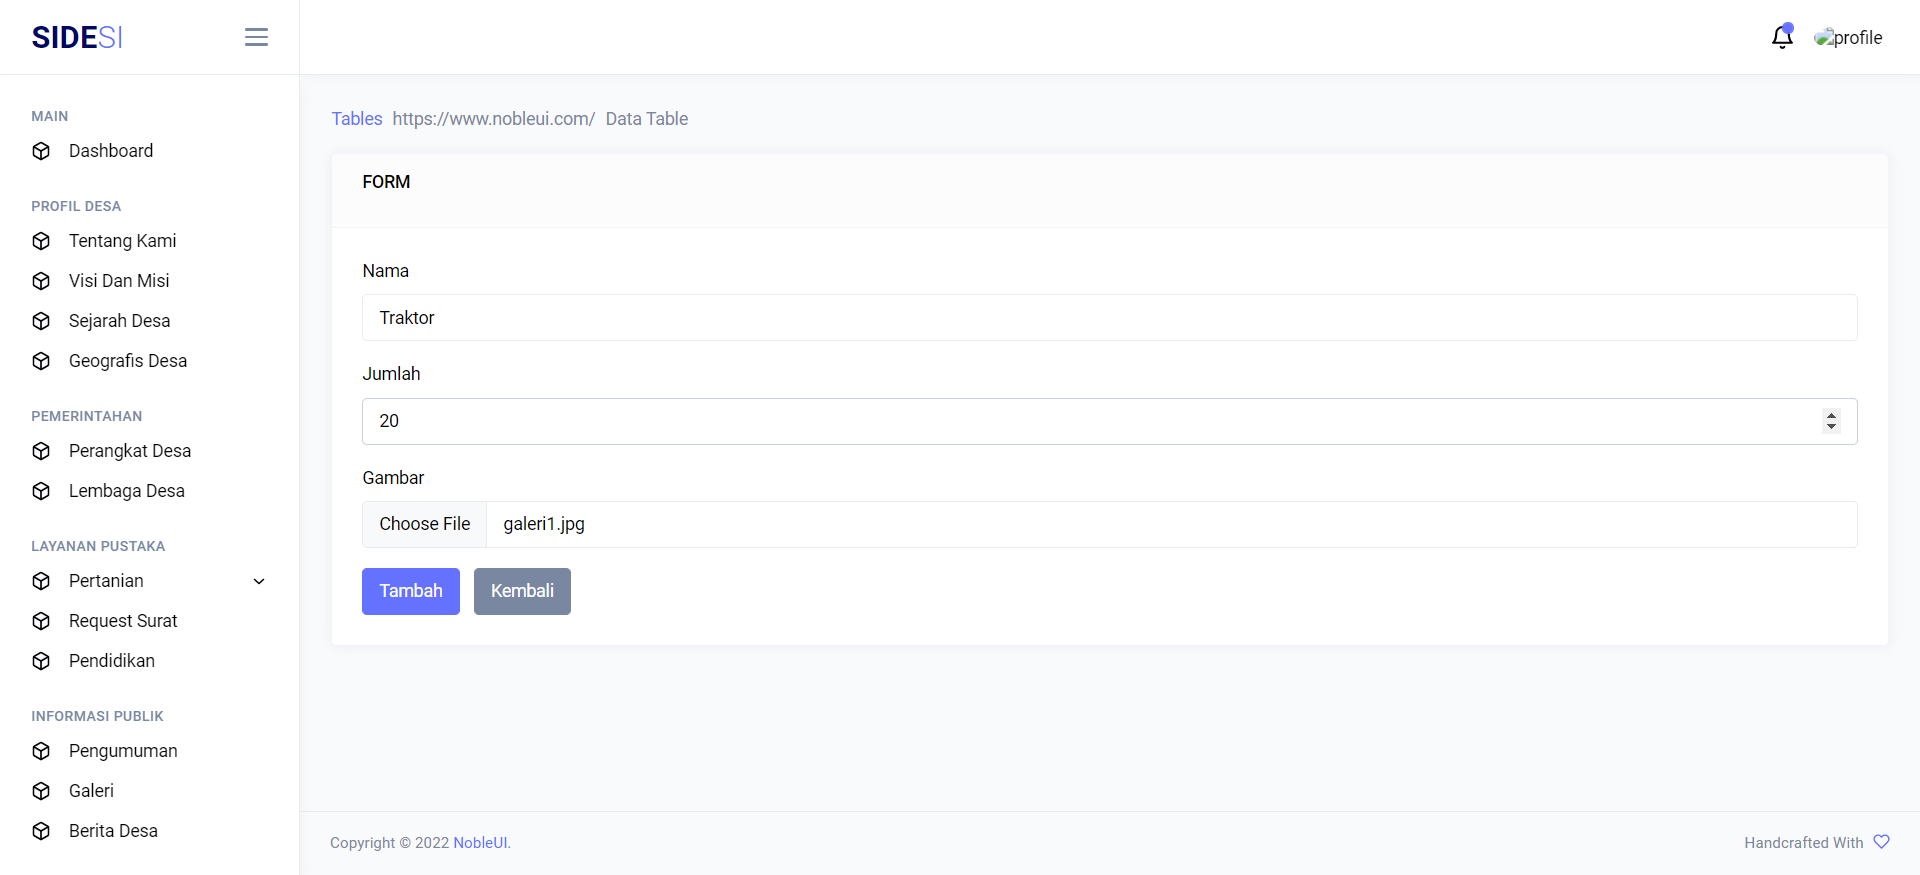 SIDESI
profile
MAIN
Dashboard
PROFIL DESA
Tentang Kami
Visi Dan Misi
Sejarah Desa
Geografis Desa
PEMERINTAHAN
Perangkat Desa
Lembaga Desa
LAYANAN PUSTAKA
Pertanian
Request Surat
Pendidikan
INFORMASI PUBLIK
Pengumuman
Galeri
Berita Desa
Tables https://www.nobleui.com/ Data Table
FORM
Nama
Traktor
Jumlah
20
Gambar
Choose File galeri1.jpg
Tambah Kembali
Copyright © 2022 NobleUI.
Handcrafted With